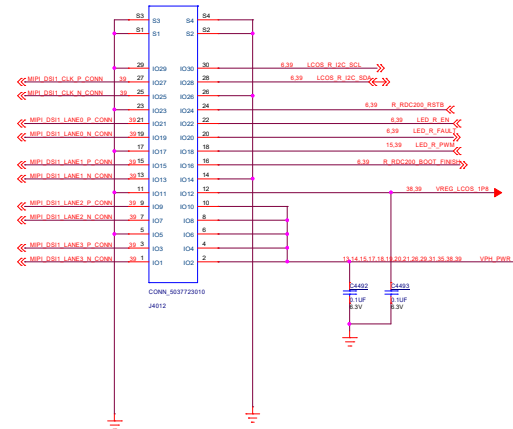 S3 S3 S4 S4
S1 S1 S2 S2
29 IO29 IO30 30 6,39 LCOS_R_I2C_SCL
MIPI_DSI1_CLK_P_CONN 39 27 IO27 IO28 28 6,39 LCOS_R_I2C_SDA
MIPI_DSI1_CLK_N_CONN 39 25 IO25 IO26 26
23 IO23 IO24 24 6,39 R_RDC200_RSTB
MIPI_DSI1_LANE0_P_CONN 39 21 IO21 IO22 22 6,39 LED_R_EN
MIPI_DSI1_LANE0_N_CONN 39 19 IO19 IO20 20 6,39 LED_R_FAULT
17 IO17 IO18 18 15,39 LED_R_PWM
MIPI_DSI1_LANE1_P_CONN 39 15 IO15 IO16 16 6,39 R_RDC200_BOOT_FINISH
MIPI_DSI1_LANE1_N_CONN 39 13 IO13 IO14 14
11 IO11 IO12 12 38,39 VREG_LCOS_1P8
MIPI_DSI1_LANE2_P_CONN 39 9 IO9 IO10 10
MIPI_DSI1_LANE2_N_CONN 39 7 IO7 IO8 8
5 IO5 IO6 6
MIPI_DSI1_LANE3_P_CONN 39 3 IO3 IO4 4
MIPI_DSI1_LANE3_N_CONN 39 1 IO1 IO2 2 13,14,15,17,18,19,20,21,26,29,31,35,38,39 VPH_PWR
CONN_5037723010
J4012
C4492
0.1UF
6.3V
C4493
0.1UF
6.3V